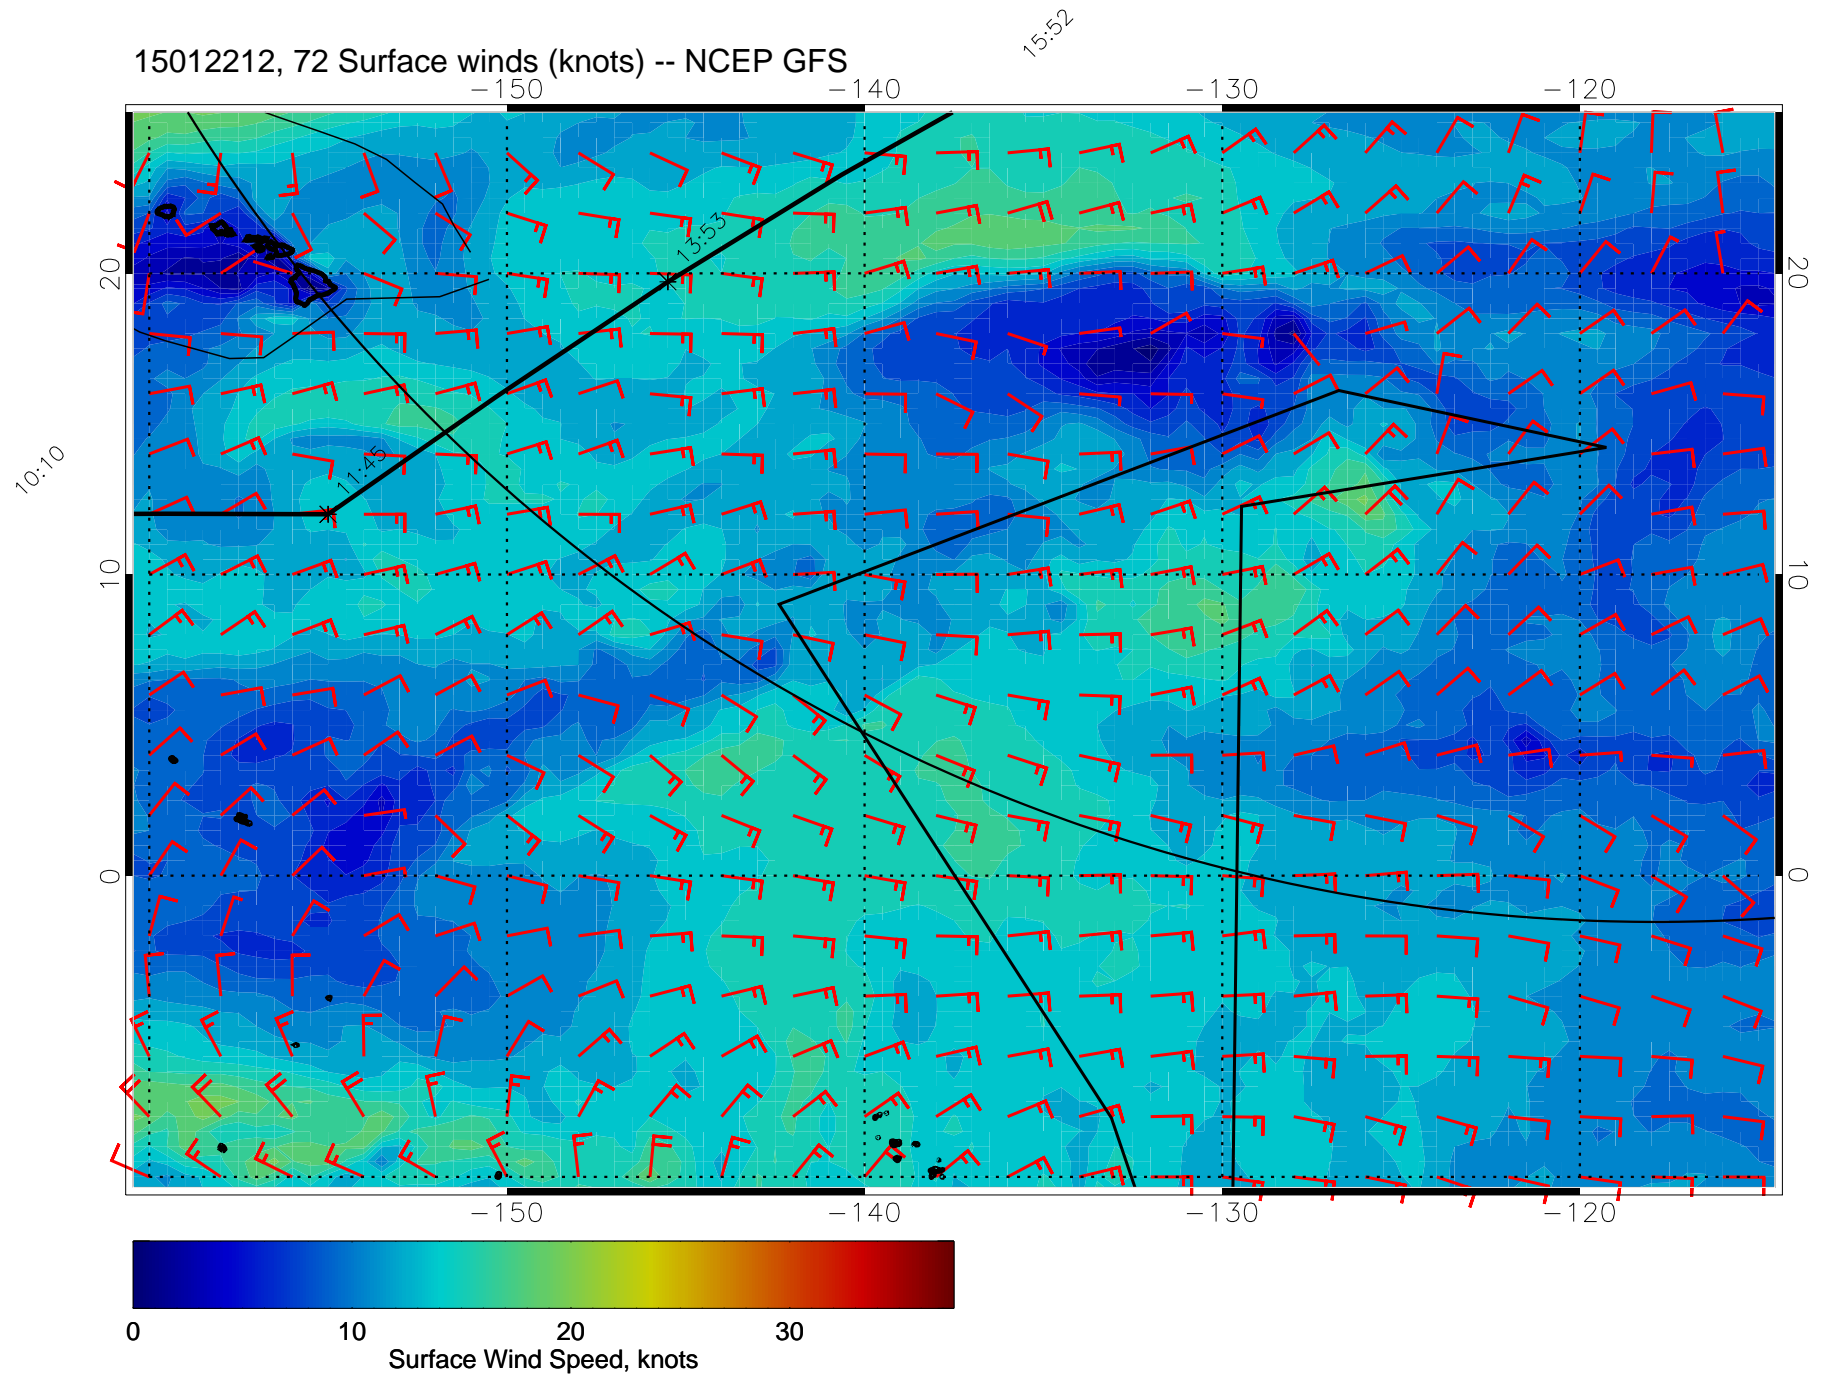 15:52
15012212, 72 Surface winds (knots) -- NCEP GFS
-150 -140 -130 -120
13:53
20 20
11:45
10:10
10 10
0 0
-150 -140 -130 -120
0 10 20 30
Surface Wind Speed, knots